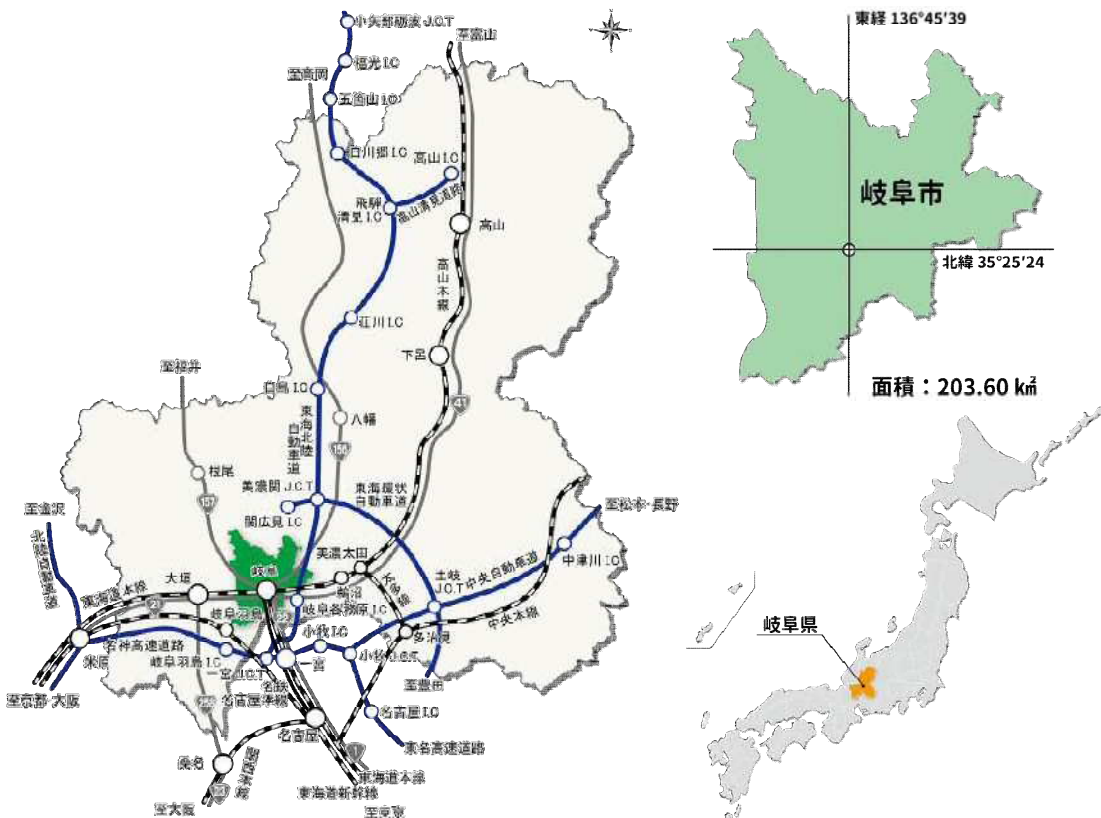 小矢部砺波J.C.T
至富山
福光I.C
至高岡
五箇山I.C
白川郷I.C
高山I.C
高山清見道路
飛騨
清見I.C
高山
高山本線
荘川I.C
下呂
至福井
白鳥I.C
東海北陸
自動車道
八幡
41
156
根尾
157
美濃関J.C.T
東海環状
自動車道
関広見I.C
至金沢
至松本・長野
北陸自動車道
美濃太田
中津川I.C
岐阜
大垣
太多線
土岐
J.C.T
中央自動車道
東海道本線
鵜沼
21
岐阜羽島
岐阜各務原I.C
中央本線
小牧I.C
多治見
米原
名神高速道路
岐阜羽島I.C
一宮J.C.T
一宮
小牧J.C.T
至豊田
至京都・大阪
名鉄
名古屋本線
258
名古屋I.C
名古屋
東名高速道路
桑名
関西本線
1
東海道本線
東海道新幹線
至大阪
至東京
東経 136°45′39
岐阜市
北緯 35°25′24
面積：203.60 k㎡
岐阜県